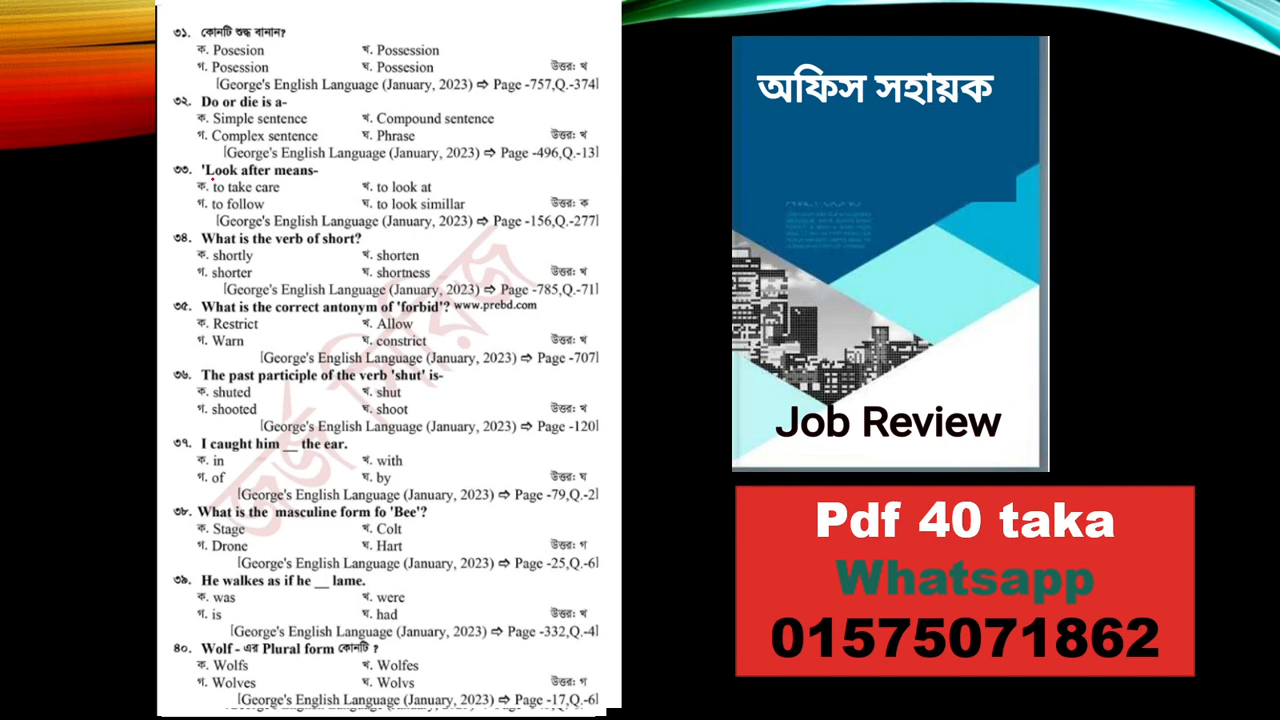 ৩১. কোনটি শুদ্ধ বানান?
ক. Posesion খ. Possession
গ. Posession ঘ. Possesion উত্তর: খ
[George's English Language (January, 2023) ⇨ Page -757,Q.-374]
৩২. Do or die is a-
ক. Simple sentence খ. Compound sentence
গ. Complex sentence ঘ. Phrase উত্তর: খ
[George's English Language (January, 2023) ⇨ Page -496,Q.-13]
৩৩. 'Look after means-
ক. to take care খ. to look at
গ. to follow ঘ. to look simillar উত্তর: ক
[George's English Language (January, 2023) ⇨ Page -156,Q.-277]
৩৪. What is the verb of short?
ক. shortly খ. shorten
গ. shorter ঘ. shortness উত্তর: খ
[George's English Language (January, 2023) ⇨ Page -785,Q.-71]
৩৫. What is the correct antonym of 'forbid'? www.prebd.com
ক. Restrict খ. Allow
গ. Warn ঘ. constrict উত্তর: খ
[George's English Language (January, 2023) ⇨ Page -707]
৩৬. The past participle of the verb 'shut' is-
ক. shuted খ. shut
গ. shooted ঘ. shoot উত্তর: খ
[George's English Language (January, 2023) ⇨ Page -120]
৩৭. I caught him __ the ear.
ক. in খ. with
গ. of ঘ. by উত্তর: ঘ
[George's English Language (January, 2023) ⇨ Page -79,Q.-2]
৩৮. What is the masculine form fo 'Bee'?
ক. Stage খ. Colt
গ. Drone ঘ. Hart উত্তর: গ
[George's English Language (January, 2023) ⇨ Page -25,Q.-6]
৩৯. He walkes as if he __ lame.
ক. was খ. were
গ. is ঘ. had উত্তর: খ
[George's English Language (January, 2023) ⇨ Page -332,Q.-4]
৪০. Wolf - এর Plural form কোনটি ?
ক. Wolfs খ. Wolfes
গ. Wolves ঘ. Wolvs উত্তর: গ
[George's English Language (January, 2023) ⇨ Page -17,Q.-6]
জর্জ সিরিজ
অফিস সহায়ক
Job Review
Pdf 40 taka
Whatsapp
01575071862